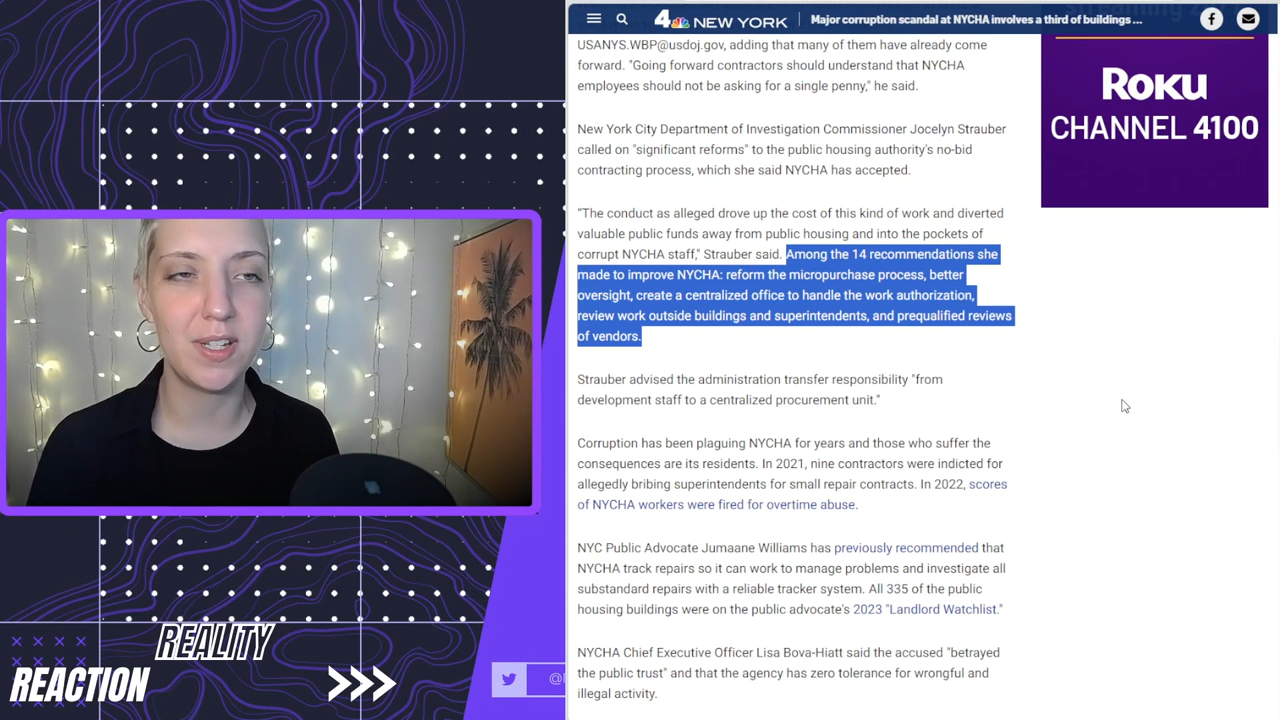 4 NEW YORK
Major corruption scandal at NYCHA involves a third of buildings ...
USANYS.WBP@usdoj.gov, adding that many of them have already come
forward. "Going forward contractors should understand that NYCHA
employees should not be asking for a single penny," he said.
New York City Department of Investigation Commissioner Jocelyn Strauber
called on "significant reforms" to the public housing authority's no-bid
contracting process, which she said NYCHA has accepted.
"The conduct as alleged drove up the cost of this kind of work and diverted
valuable public funds away from public housing and into the pockets of
corrupt NYCHA staff," Strauber said. Among the 14 recommendations she
made to improve NYCHA: reform the micropurchase process, better
oversight, create a centralized office to handle the work authorization,
review work outside buildings and superintendents, and prequalified reviews
of vendors.
Strauber advised the administration transfer responsibility "from
development staff to a centralized procurement unit."
Corruption has been plaguing NYCHA for years and those who suffer the
consequences are its residents. In 2021, nine contractors were indicted for
allegedly bribing superintendents for small repair contracts. In 2022, scores
of NYCHA workers were fired for overtime abuse.
NYC Public Advocate Jumaane Williams has previously recommended that
NYCHA track repairs so it can work to manage problems and investigate all
substandard repairs with a reliable tracker system. All 335 of the public
housing buildings were on the public advocate's 2023 "Landlord Watchlist."
NYCHA Chief Executive Officer Lisa Bova-Hiatt said the accused "betrayed
the public trust" and that the agency has zero tolerance for wrongful and
illegal activity.
Roku
CHANNEL 4100
REALITY
REACTION